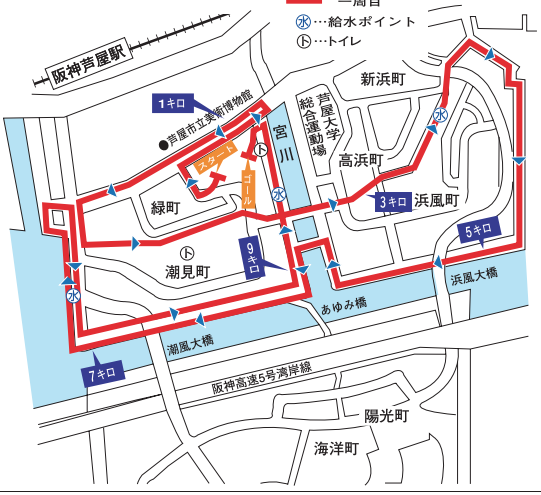 一周目
水…給水ポイント
ト…トイレ
阪神芦屋駅
新浜町
1キロ
芦屋市立美術博物館
芦屋大学
総合運動場
水
宮川
ト
スタート
高浜町
ゴール
水
3キロ
浜風町
緑町
5キロ
ト
潮見町
9キロ
浜風大橋
水
あゆみ橋
潮風大橋
7キロ
阪神高速5号湾岸線
陽光町
海洋町